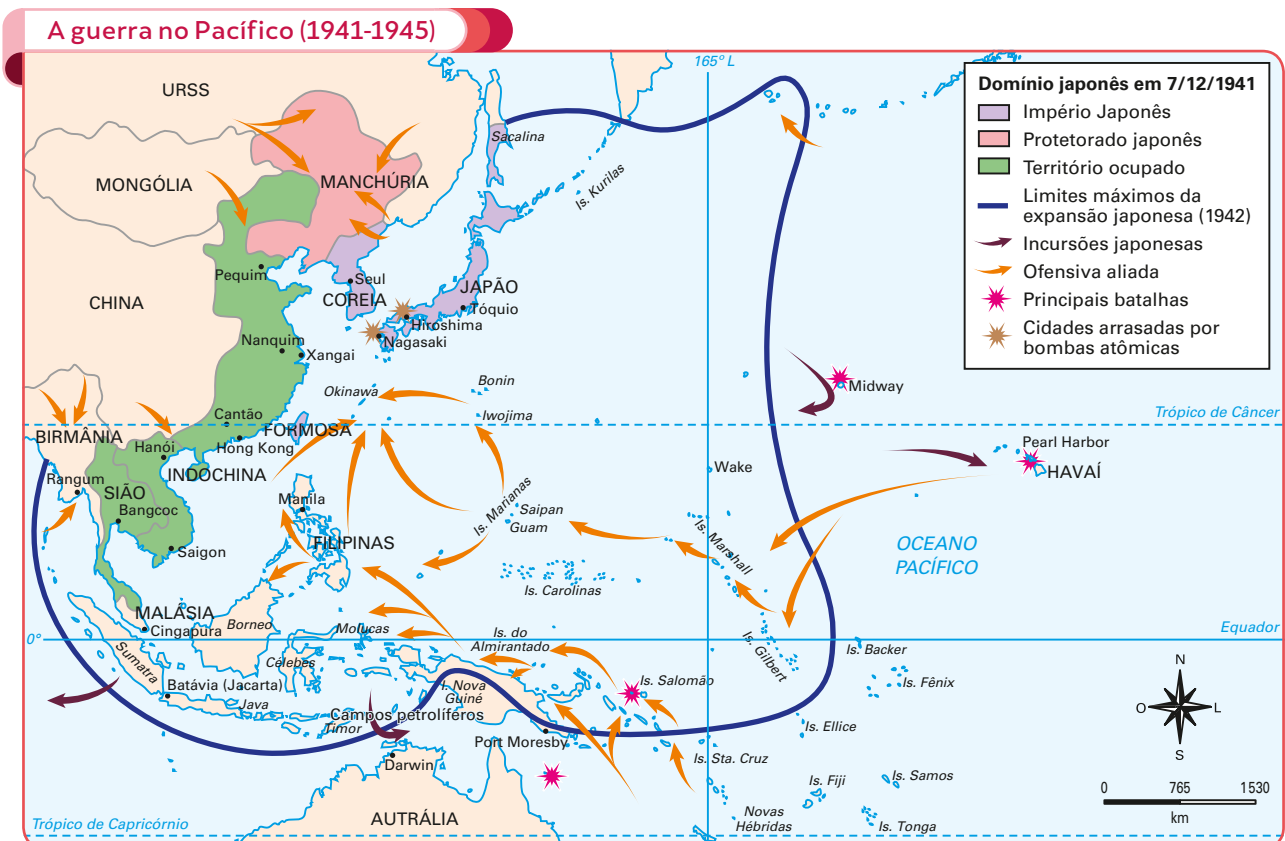 A guerra no Pacífico (1941-1945)
165° L
Domínio japonês em 7/12/1941
Império Japonês
Protetorado japonês
Território ocupado
Limites máximos da
expansão japonesa (1942)
Incursões japonesas
Ofensiva aliada
Principais batalhas
Cidades arrasadas por
bombas atômicas
URSS
MONGÓLIA
MANCHÚRIA
Sacalina
Is. Kurilas
CHINA
Pequim
Seul
COREIA
JAPÃO
Tóquio
Hiroshima
Nagasaki
Nanquim
Xangai
Okinawa
Bonin
Iwojima
Midway
Trópico de Câncer
Cantão
FORMOSA
Hong Kong
BIRMÂNIA
Hanói
INDOCHINA
Rangum
SIÃO
Bangcoc
Saigon
Manila
FILIPINAS
Is. Marianas
Saipan
Guam
Wake
Pearl Harbor
HAVAÍ
Is. Marshall
OCEANO
PACÍFICO
Is. Carolinas
MALÁSIA
Cingapura
Borneo
Molucas
Is. do
Almirantado
Is. Gilbert
0°
Equador
Is. Backer
Sumatra
Célebes
Is. Salomão
Is. Fênix
Batávia (Jacarta)
Java
I. Nova
Guiné
Campos petrolíferos
Timor
Port Moresby
Is. Ellice
Darwin
Is. Sta. Cruz
Is. Fiji
Is. Samos
AUTRÁLIA
Novas
Hébridas
Is. Tonga
Trópico de Capricórnio
N
O
L
S
0 765 1530
km